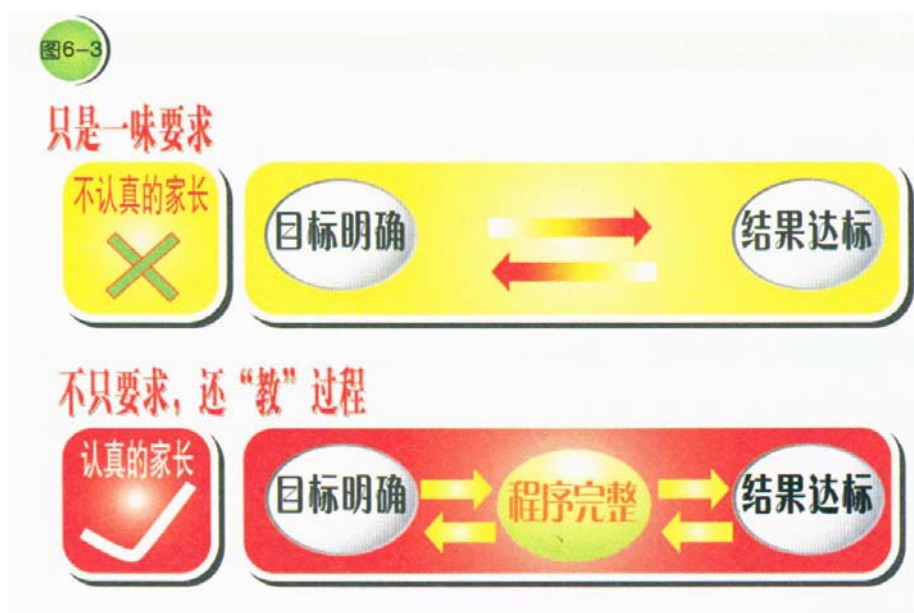 图6-3
只是一味要求
不认真的家长
目标明确
结果达标
不只要求，还“教”过程
认真的家长
目标明确
程序完整
结果达标